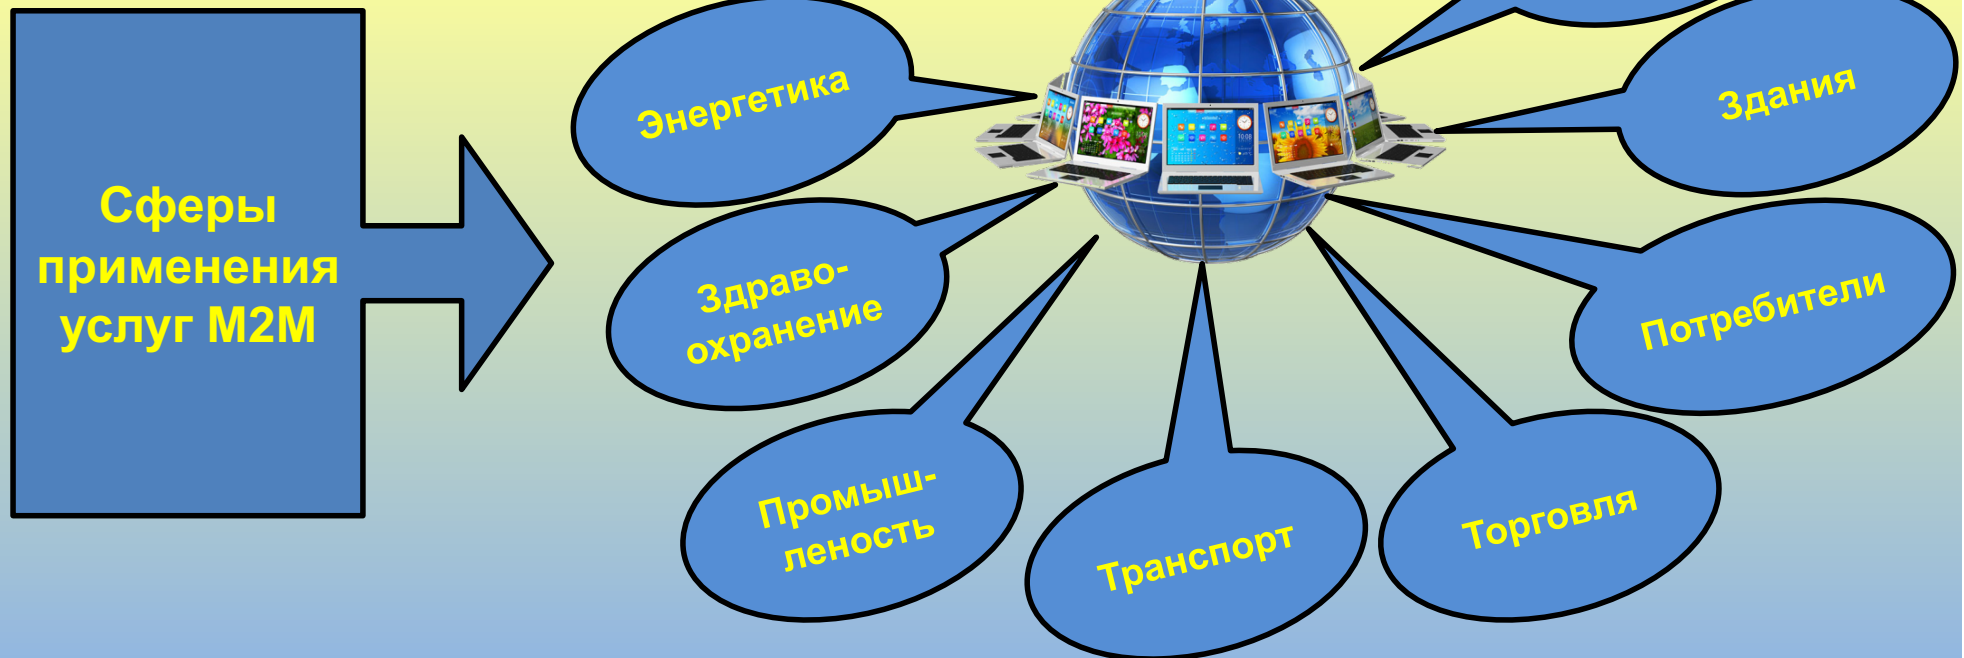 Сферы
применения
услуг М2М
Энергетика
Здраво-
охранение
Промыш-
леность
Транспорт
Торговля
Потребители
Здания